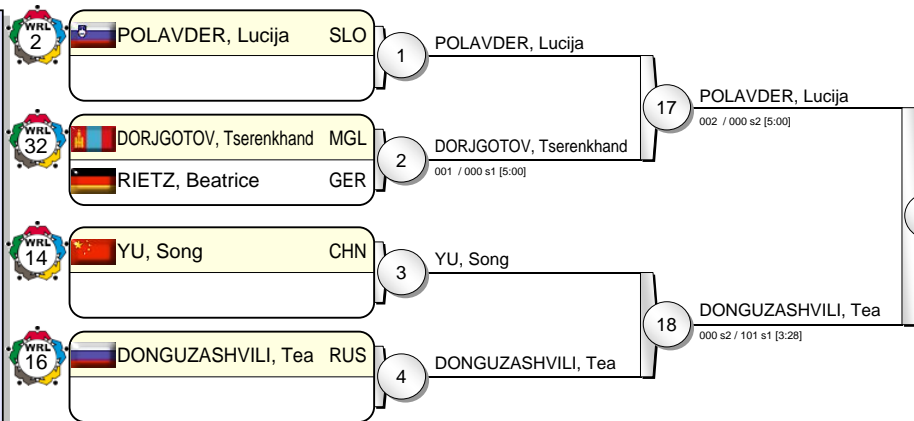 WRL
2
POLAVDER, Lucija SLO
1
POLAVDER, Lucija
WRL
32
DORJGOTOV, Tserenkhand MGL
RIETZ, Beatrice GER
2
DORJGOTOV, Tserenkhand
001 / 000 s1 [5:00]
17
POLAVDER, Lucija
002 / 000 s2 [5:00]
WRL
14
YU, Song CHN
3
YU, Song
WRL
16
DONGUZASHVILI, Tea RUS
4
DONGUZASHVILI, Tea
18
DONGUZASHVILI, Tea
000 s2 / 101 s1 [3:28]